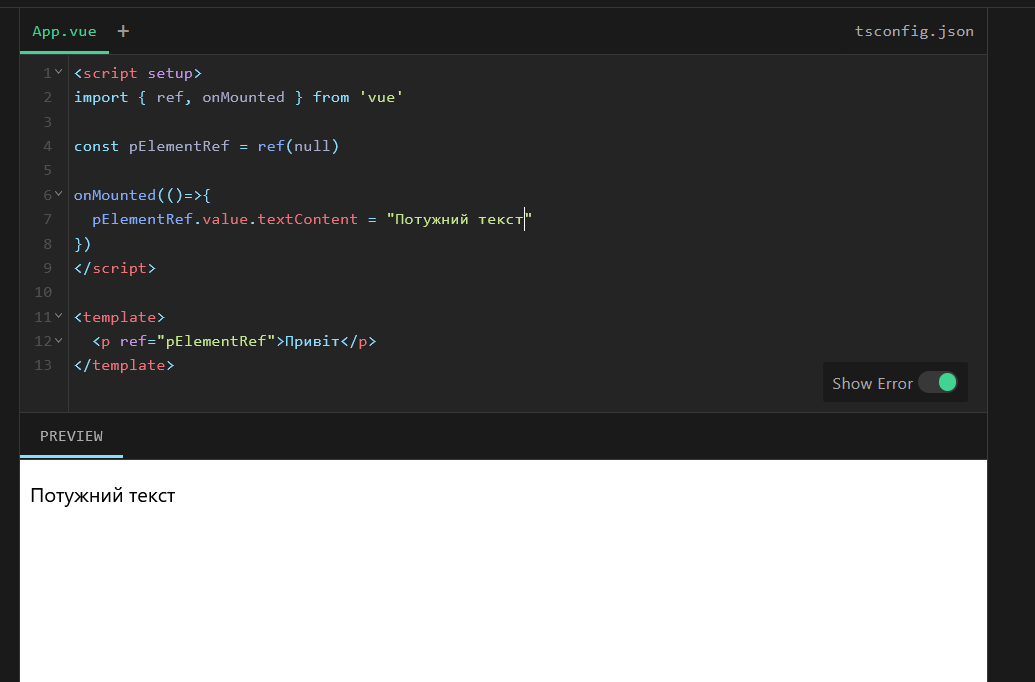 App.vue + tsconfig.json
1 <script setup>
2 import { ref, onMounted } from 'vue'
3
4 const pElementRef = ref(null)
5
6 onMounted(()=>{
7   pElementRef.value.textContent = "Потужний текст"
8 })
9 </script>
10
11 <template>
12   <p ref="pElementRef">Привіт</p>
13 </template>
Show Error
PREVIEW
Потужний текст